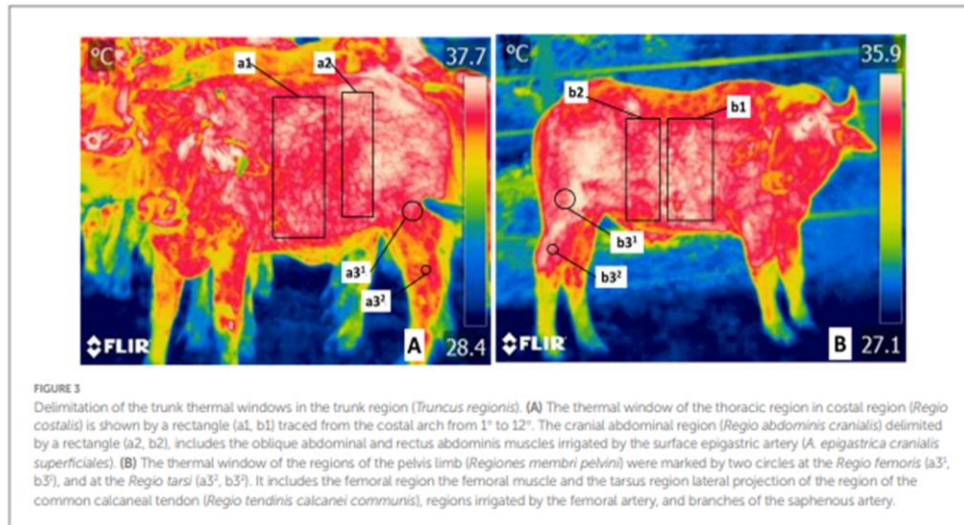 °C 37.7
a1
a2
a3¹
a3²
FLIR
A
28.4
°C 35.9
b2
b1
b3¹
b3²
FLIR
B
27.1
FIGURE 3
Delimitation of the trunk thermal windows in the trunk region (Truncus regionis). (A) The thermal window of the thoracic region in costal region (Regio
costalis) is shown by a rectangle (a1, b1) traced from the costal arch from 1° to 12°. The cranial abdominal region (Regio abdominis cranialis) delimited
by a rectangle (a2, b2), includes the oblique abdominal and rectus abdominis muscles irrigated by the surface epigastric artery (A. epigastrica cranialis
superficiales). (B) The thermal window of the regions of the pelvis limb (Regiones membri pelvini) were marked by two circles at the Regio femoris (a3¹,
b3¹), and at the Regio tarsi (a3², b3²). It includes the femoral region the femoral muscle and the tarsus region lateral projection of the region of the
common calcaneal tendon (Regio tendinis calcanei communis), regions irrigated by the femoral artery, and branches of the saphenous artery.